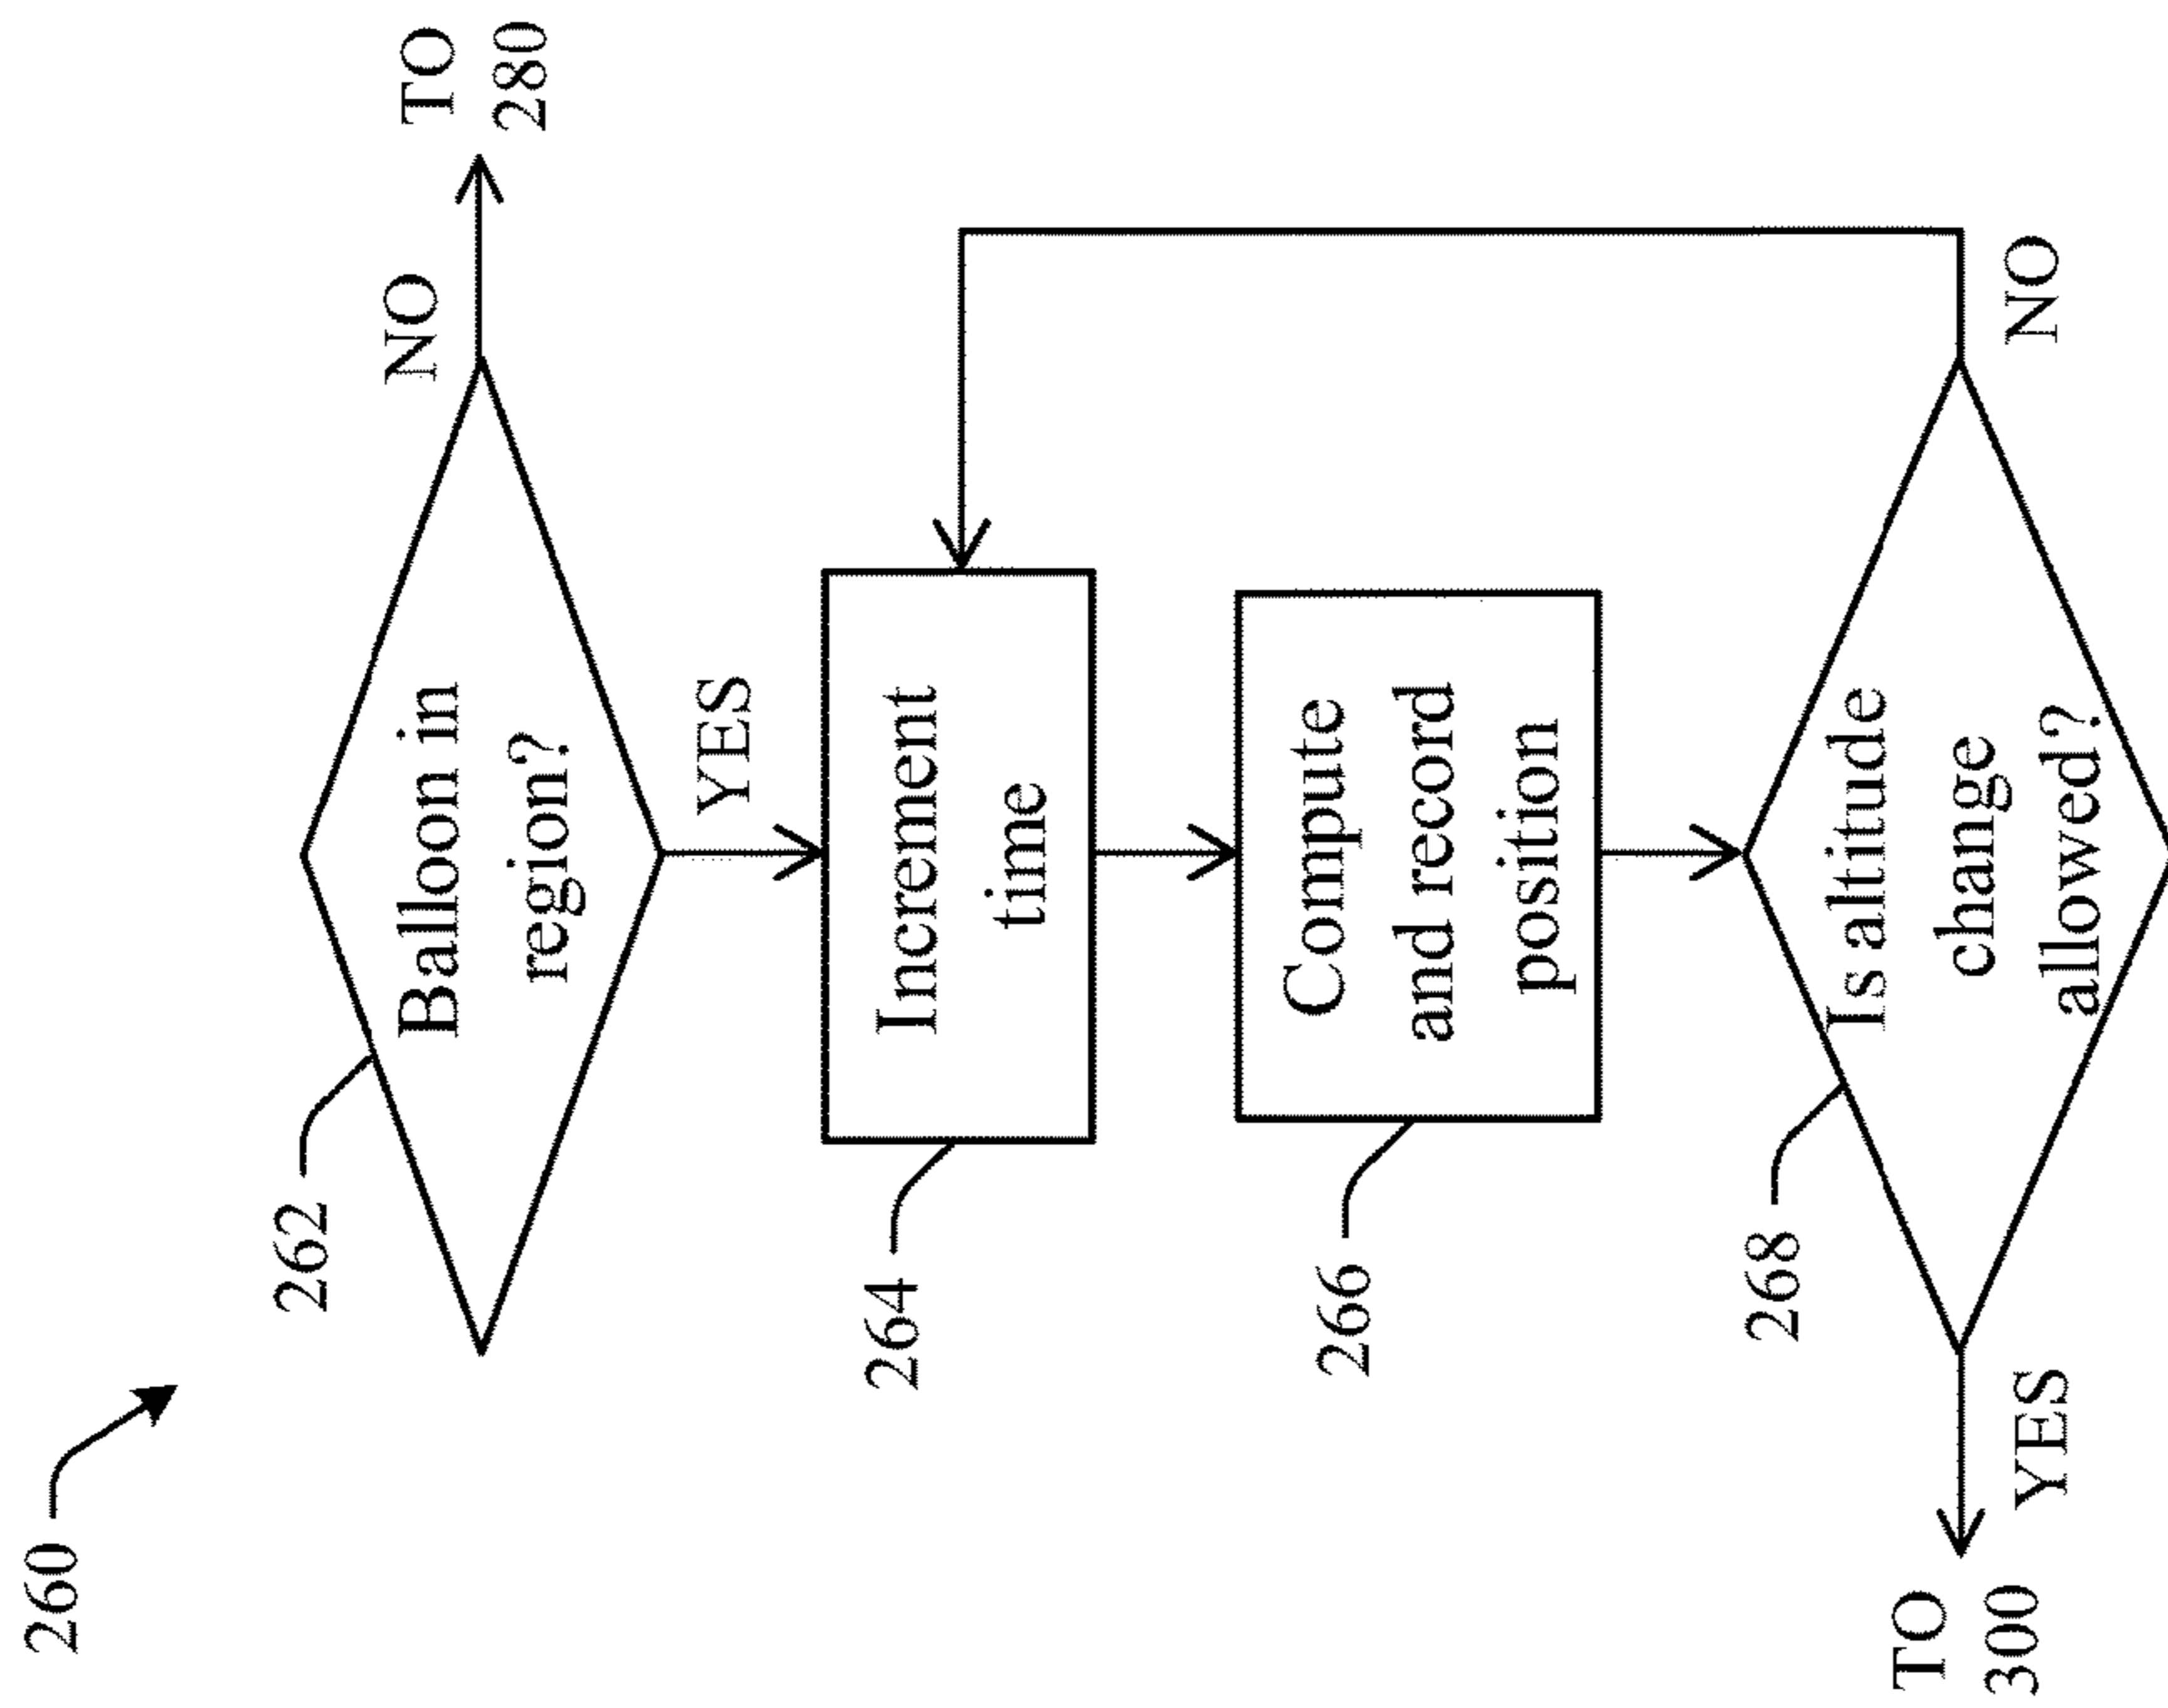 260
262
Balloon in
region?
NO
TO
280
YES
264
Increment
time
266
Compute
and record
position
268
Is altitude
change
allowed?
NO
YES
TO
300